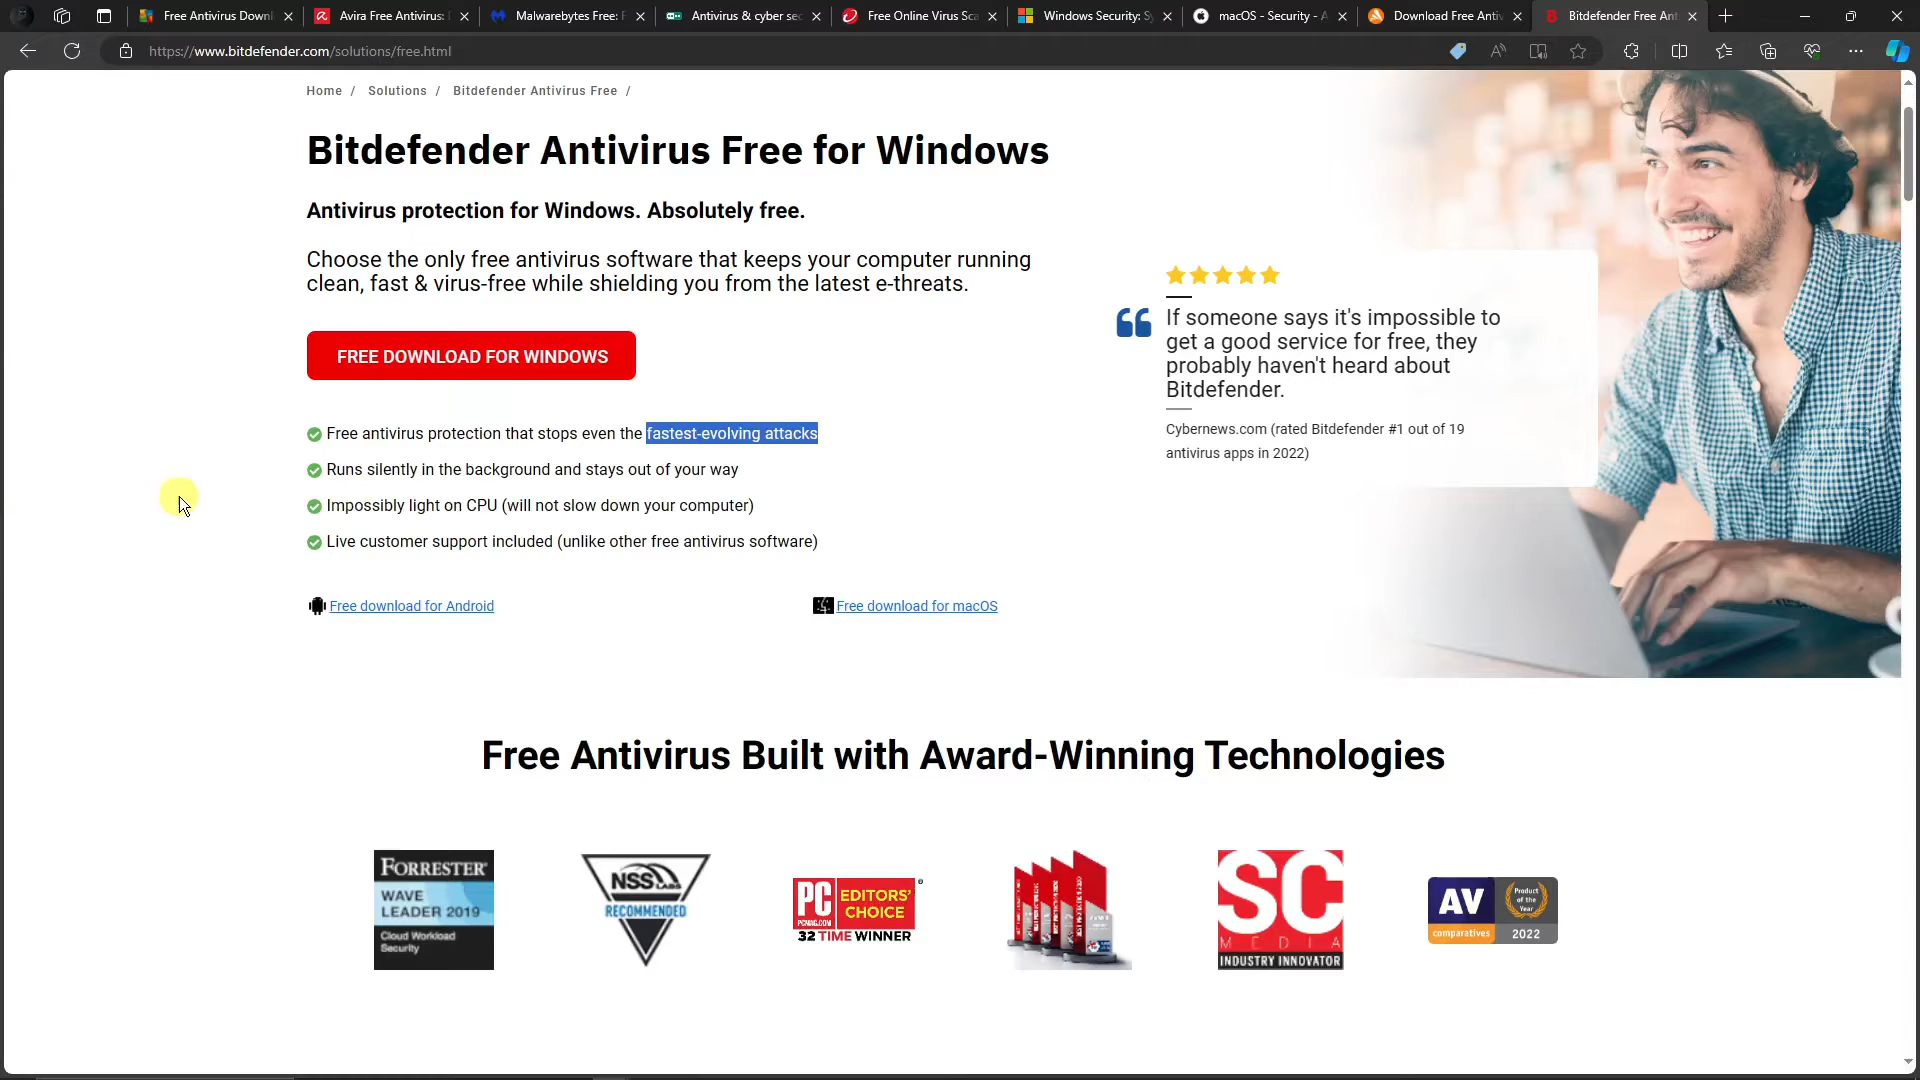 Free Antivirus Downl
Avira Free Antivirus:
Malwarebytes Free: F
Antivirus & cyber sec
Free Online Virus Sca
Windows Security: Sy
macOS - Security - A
Download Free Antiv
Bitdefender Free Ant
https://www.bitdefender.com/solutions/free.html
Home / Solutions / Bitdefender Antivirus Free /
Bitdefender Antivirus Free for Windows
Antivirus protection for Windows. Absolutely free.
Choose the only free antivirus software that keeps your computer running
clean, fast & virus-free while shielding you from the latest e-threats.
FREE DOWNLOAD FOR WINDOWS
Free antivirus protection that stops even the fastest-evolving attacks
Runs silently in the background and stays out of your way
Impossibly light on CPU (will not slow down your computer)
Live customer support included (unlike other free antivirus software)
Free download for Android
Free download for macOS
If someone says it's impossible to
get a good service for free, they
probably haven't heard about
Bitdefender.
Cybernews.com (rated Bitdefender #1 out of 19
antivirus apps in 2022)
Free Antivirus Built with Award-Winning Technologies
FORRESTER®
WAVE
LEADER 2019
Cloud Workload
Security
NSS LABS
RECOMMENDED
PC
PCMAG.COM
EDITORS'
CHOICE
32 TIME WINNER
SC
MEDIA
INDUSTRY INNOVATOR
AV
comparatives
Product
of the
Year
2022